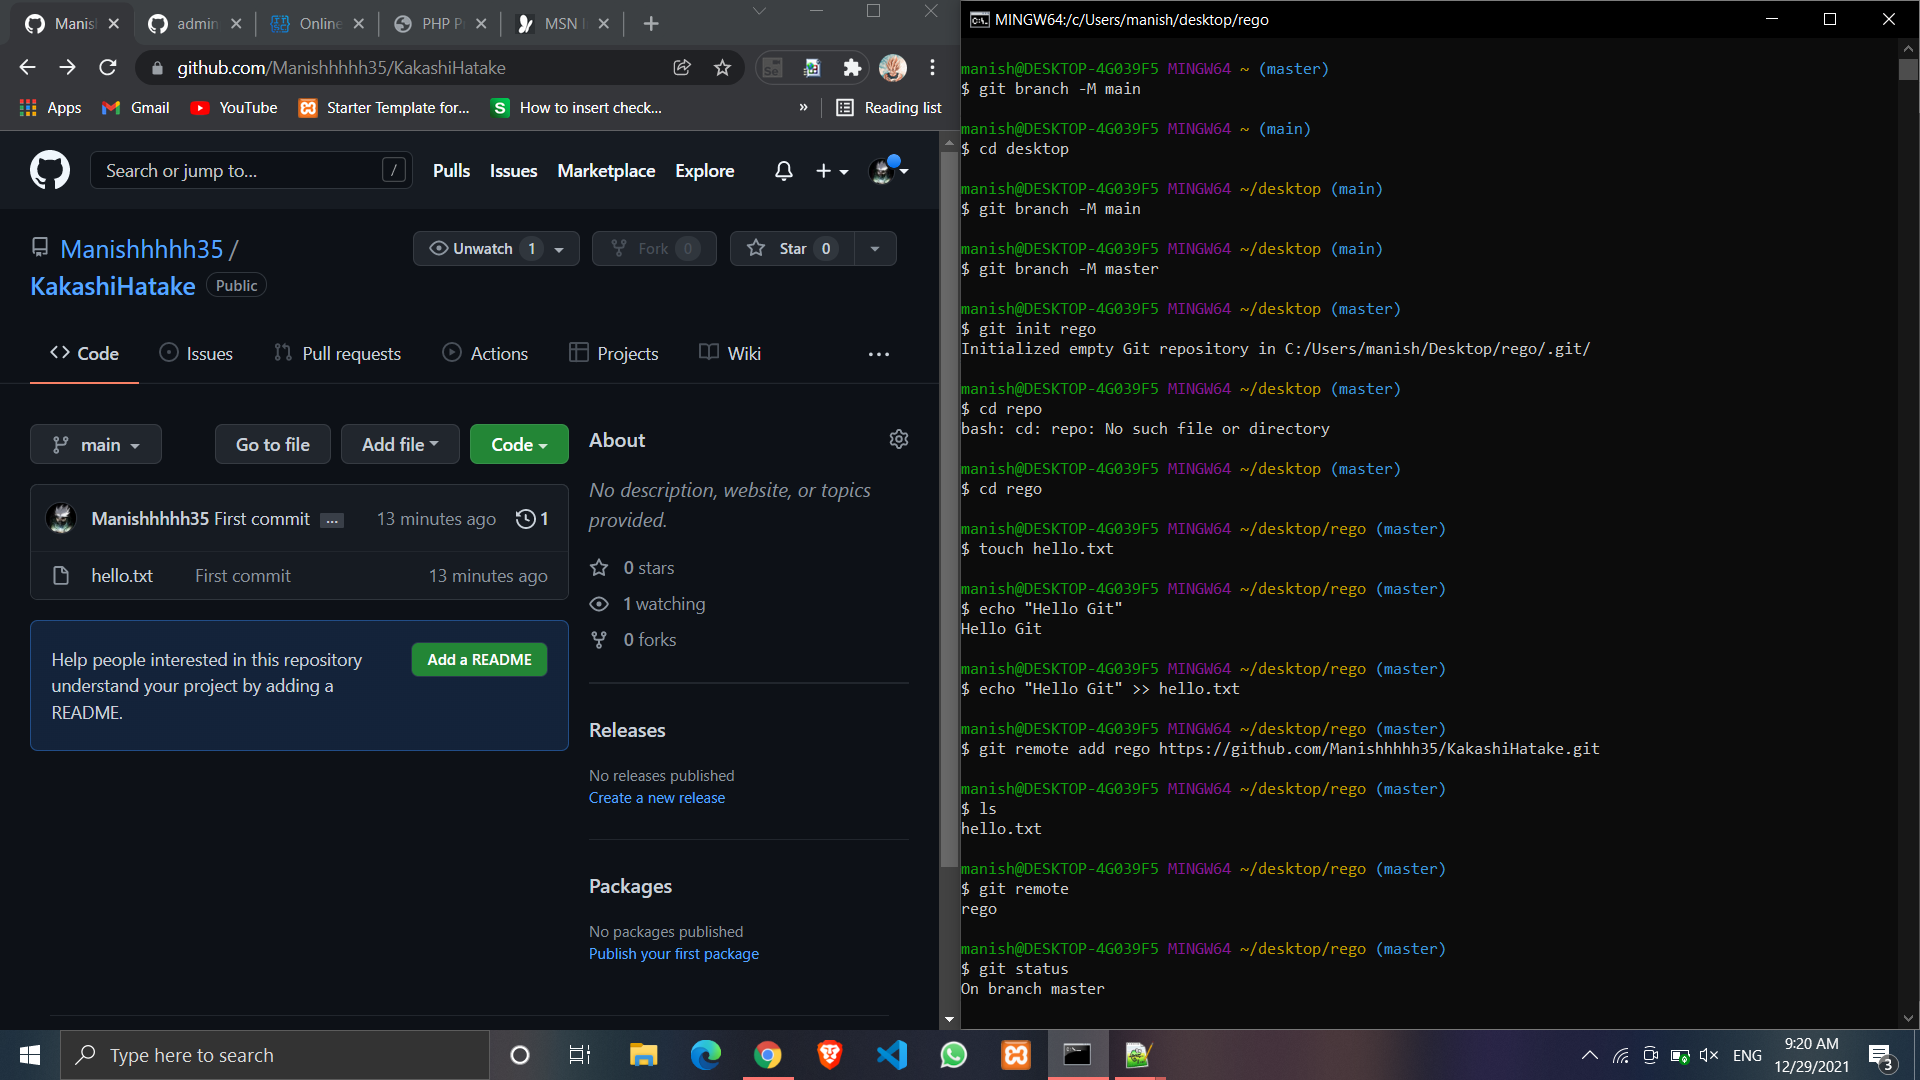 Manis
admin
Online
PHP P
MSN
github.com/Manishhhhh35/KakashiHatake
Apps
Gmail
YouTube
Starter Template for...
How to insert check...
»
Reading list
Search or jump to...
/
Pulls
Issues
Marketplace
Explore
Manishhhhh35 /
KakashiHatake
Public
Unwatch 1
Fork 0
Star 0
Code
Issues
Pull requests
Actions
Projects
Wiki
main
Go to file
Add file
Code
Manishhhhh35 First commit ... 13 minutes ago 1
hello.txt First commit 13 minutes ago
Help people interested in this repository
understand your project by adding a
README.
Add a README
About
No description, website, or topics
provided.
0 stars
1 watching
0 forks
Releases
No releases published
Create a new release
Packages
No packages published
Publish your first package
MINGW64:/c/Users/manish/desktop/rego
manish@DESKTOP-4G039F5 MINGW64 ~ (master)
$ git branch -M main
manish@DESKTOP-4G039F5 MINGW64 ~ (main)
$ cd desktop
manish@DESKTOP-4G039F5 MINGW64 ~/desktop (main)
$ git branch -M main
manish@DESKTOP-4G039F5 MINGW64 ~/desktop (main)
$ git branch -M master
manish@DESKTOP-4G039F5 MINGW64 ~/desktop (master)
$ git init rego
Initialized empty Git repository in C:/Users/manish/Desktop/rego/.git/
manish@DESKTOP-4G039F5 MINGW64 ~/desktop (master)
$ cd repo
bash: cd: repo: No such file or directory
manish@DESKTOP-4G039F5 MINGW64 ~/desktop (master)
$ cd rego
manish@DESKTOP-4G039F5 MINGW64 ~/desktop/rego (master)
$ touch hello.txt
manish@DESKTOP-4G039F5 MINGW64 ~/desktop/rego (master)
$ echo "Hello Git"
Hello Git
manish@DESKTOP-4G039F5 MINGW64 ~/desktop/rego (master)
$ echo "Hello Git" >> hello.txt
manish@DESKTOP-4G039F5 MINGW64 ~/desktop/rego (master)
$ git remote add rego https://github.com/Manishhhhh35/KakashiHatake.git
manish@DESKTOP-4G039F5 MINGW64 ~/desktop/rego (master)
$ ls
hello.txt
manish@DESKTOP-4G039F5 MINGW64 ~/desktop/rego (master)
$ git remote
rego
manish@DESKTOP-4G039F5 MINGW64 ~/desktop/rego (master)
$ git status
On branch master
Type here to search
ENG
9:20 AM
12/29/2021
3